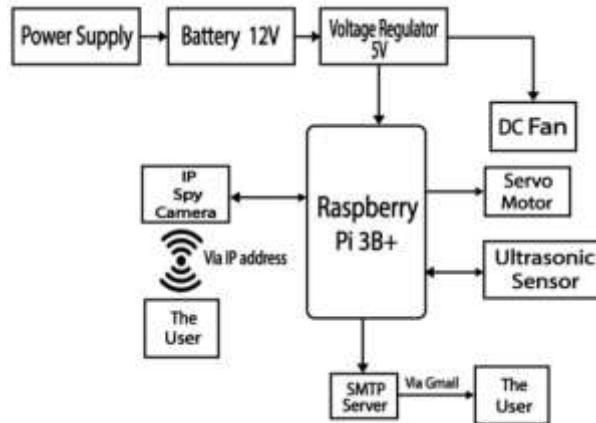 Power Supply
Battery 12V
Voltage Regulator
5V
DC Fan
IP
Spy
Camera
Raspberry
Pi 3B+
Servo
Motor
Via IP address
Ultrasonic
Sensor
The
User
SMTP
Server
Via Gmail
The
User